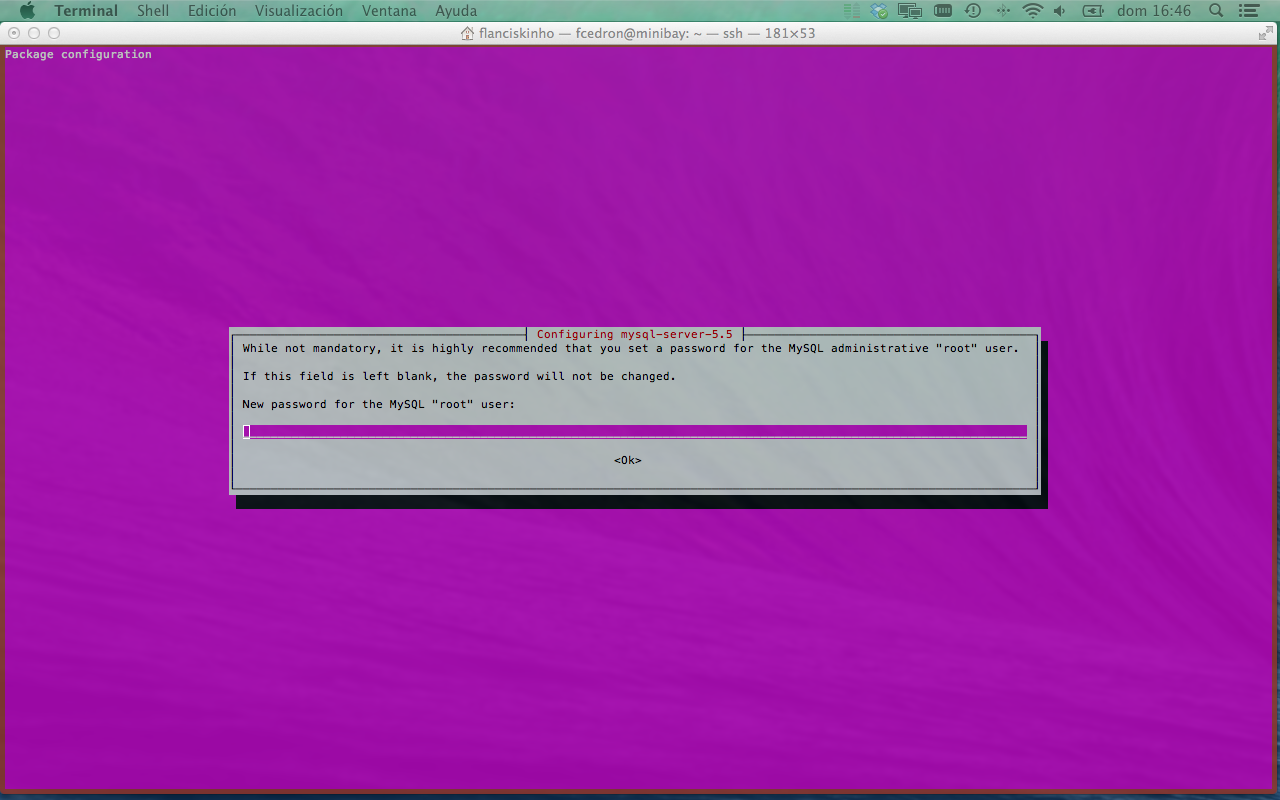 Terminal Shell Edición Visualización Ventana Ayuda dom 16:46
flanciskinho — fcedron@minibay: ~ — ssh — 181×53
Package configuration
Configuring mysql-server-5.5
While not mandatory, it is highly recommended that you set a password for the MySQL administrative "root" user.
If this field is left blank, the password will not be changed.
New password for the MySQL "root" user:
<Ok>